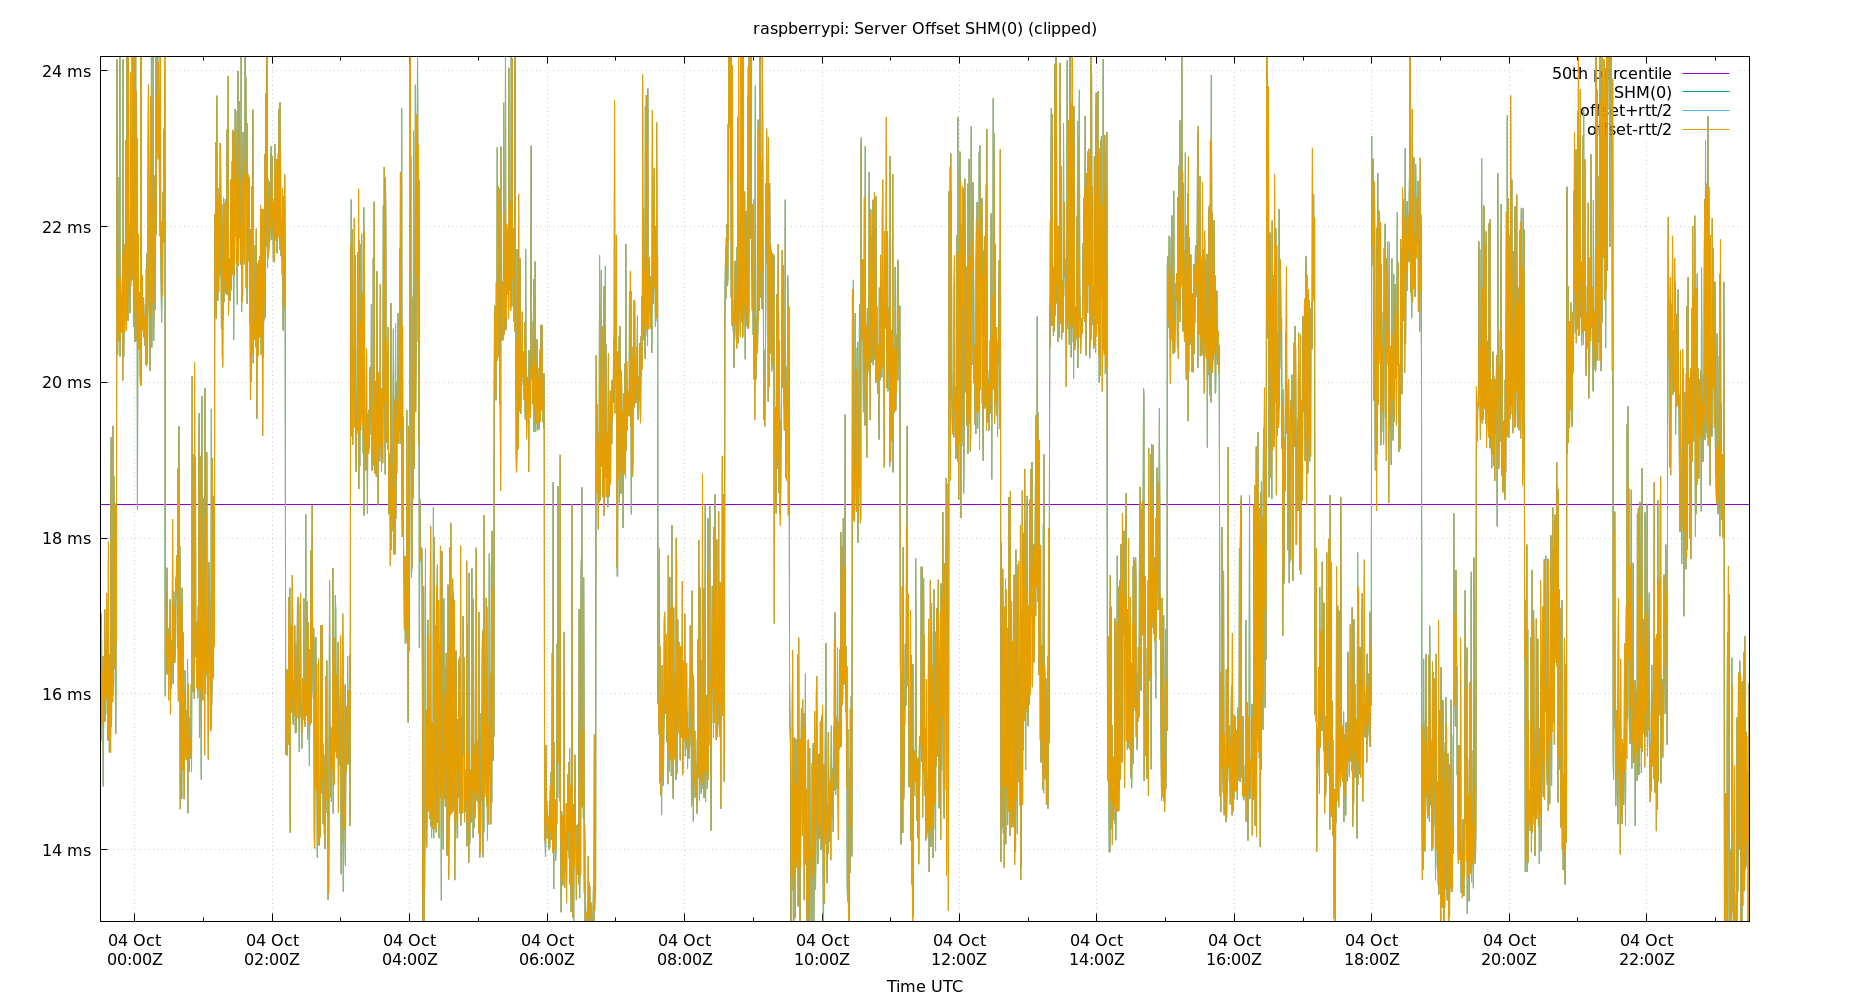 raspberrypi: Server Offset SHM(0) (clipped)
24 ms
22 ms
20 ms
18 ms
16 ms
14 ms
50th percentile
SHM(0)
offset+rtt/2
offset-rtt/2
04 Oct 04 Oct 04 Oct 04 Oct 04 Oct 04 Oct 04 Oct 04 Oct 04 Oct 04 Oct 04 Oct 04 Oct
00:00Z 02:00Z 04:00Z 06:00Z 08:00Z 10:00Z 12:00Z 14:00Z 16:00Z 18:00Z 20:00Z 22:00Z
Time UTC